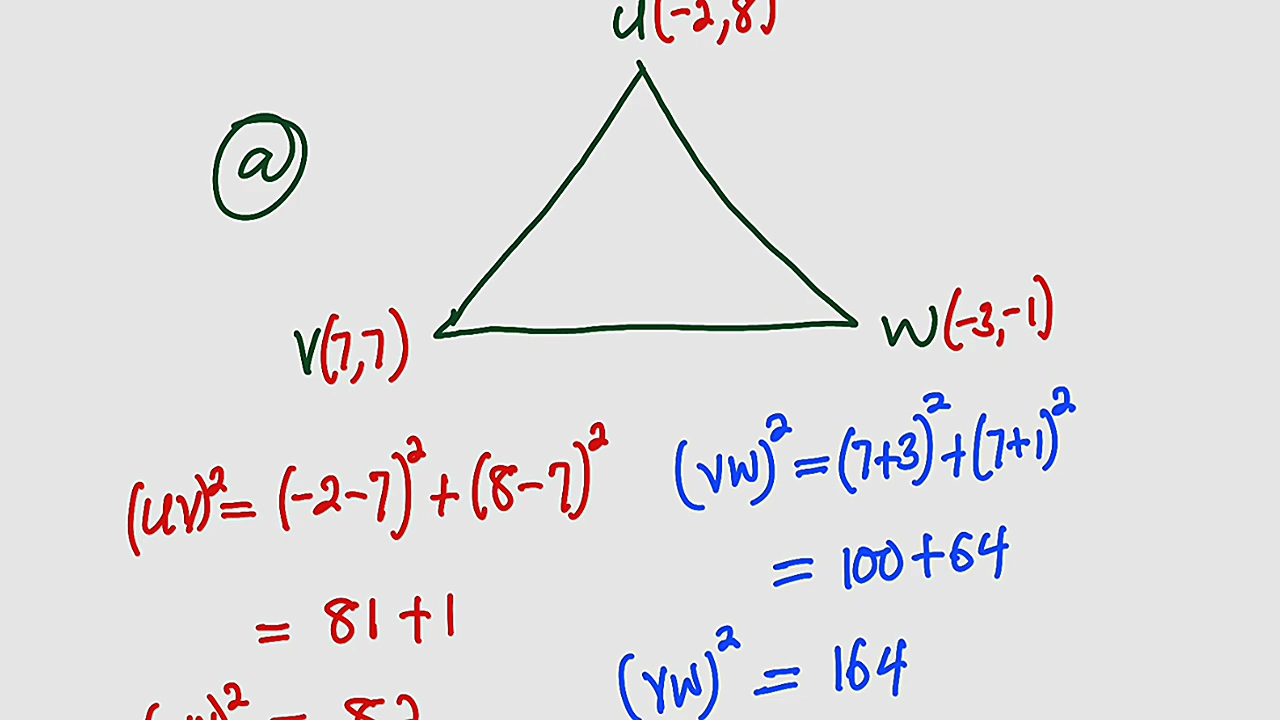 U(-2,8)
a
V(7,7)
W(-3,-1)
(UV)²=(-2-7)²+(8-7)²
= 81+1
(VW)²=(7+3)²+(7+1)²
= 100+64
(VW)² = 164